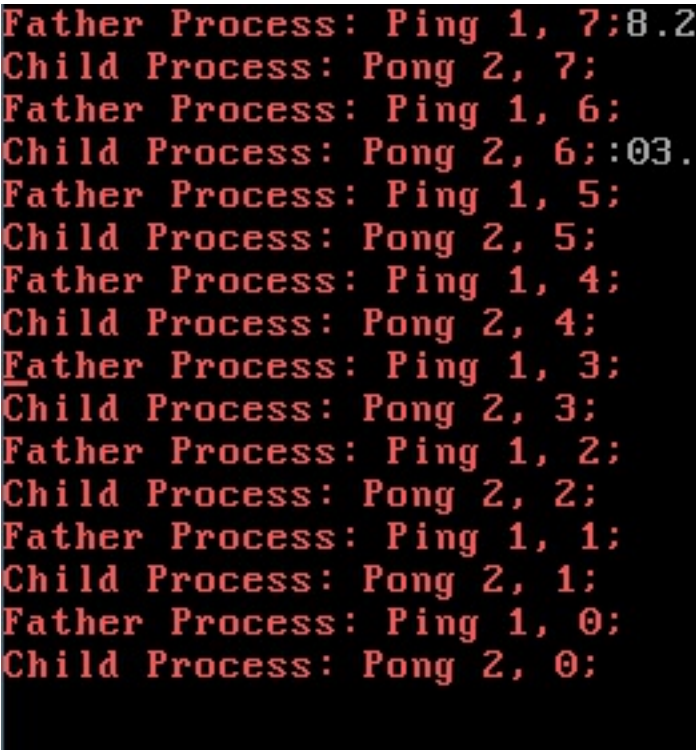 Father Process: Ping 1, 7;8.2
Child Process: Pong 2, 7;
Father Process: Ping 1, 6;
Child Process: Pong 2, 6;:03.
Father Process: Ping 1, 5;
Child Process: Pong 2, 5;
Father Process: Ping 1, 4;
Child Process: Pong 2, 4;
Father Process: Ping 1, 3;
Child Process: Pong 2, 3;
Father Process: Ping 1, 2;
Child Process: Pong 2, 2;
Father Process: Ping 1, 1;
Child Process: Pong 2, 1;
Father Process: Ping 1, 0;
Child Process: Pong 2, 0;